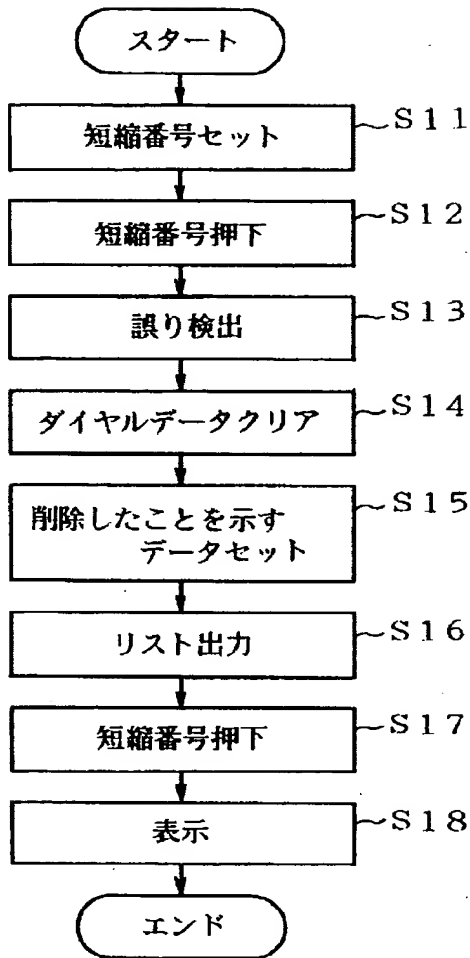 スタート
短縮番号セット
S11
短縮番号押下
S12
誤り検出
S13
ダイヤルデータクリア
S14
削除したことを示す
データセット
S15
リスト出力
S16
短縮番号押下
S17
表示
S18
エンド